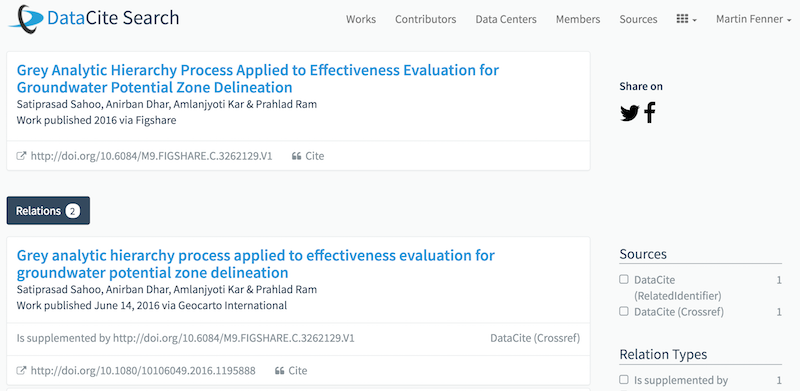 DataCite Search
Works Contributors Data Centers Members Sources Martin Fenner
Grey Analytic Hierarchy Process Applied to Effectiveness Evaluation for
Groundwater Potential Zone Delineation
Satiprasad Sahoo, Anirban Dhar, Amlanjyoti Kar & Prahlad Ram
Work published 2016 via Figshare
http://doi.org/10.6084/M9.FIGSHARE.C.3262129.V1 Cite
Share on
Relations 2
Grey analytic hierarchy process applied to effectiveness evaluation for
groundwater potential zone delineation
Satiprasad Sahoo, Anirban Dhar, Amlanjyoti Kar & Prahlad Ram
Work published June 14, 2016 via Geocarto International
Is supplemented by http://doi.org/10.6084/M9.FIGSHARE.C.3262129.V1 DataCite (Crossref)
http://doi.org/10.1080/10106049.2016.1195888 Cite
Sources
DataCite 1
(RelatedIdentifier)
DataCite (Crossref) 1
Relation Types
Is supplemented by 1